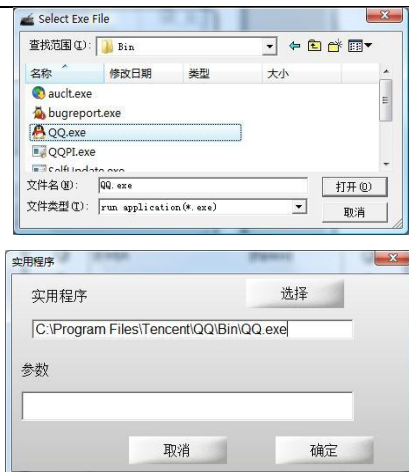 Select Exe File
查找范围(I): Bin
名称 修改日期 类型 大小
auclt.exe
bugreport.exe
QQ.exe
QQPI.exe
SelfUpdate.exe
文件名(N): QQ. exe 打开(O)
文件类型(T): run application(*. exe) 取消
实用程序
实用程序 选择
C:\Program Files\Tencent\QQ\Bin\QQ.exe
参数
取消 确定